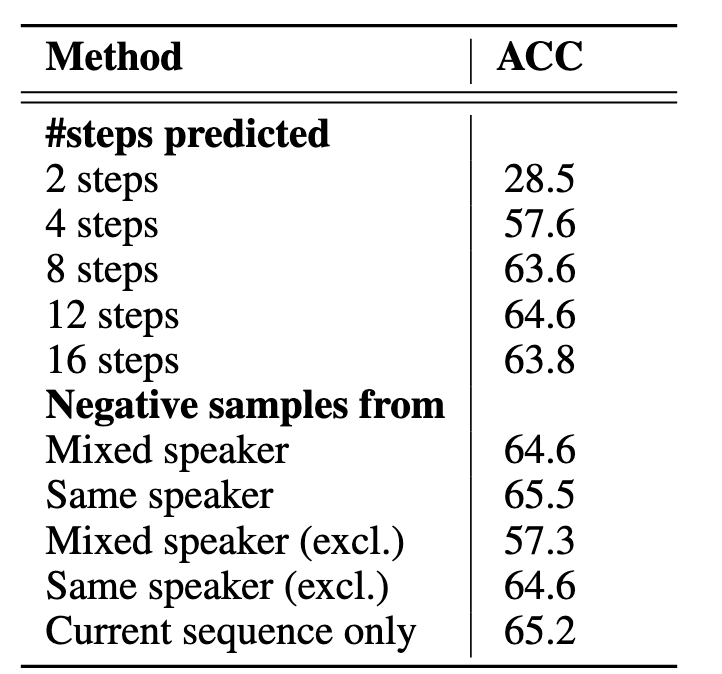 Method ACC
#steps predicted
2 steps 28.5
4 steps 57.6
8 steps 63.6
12 steps 64.6
16 steps 63.8
Negative samples from
Mixed speaker 64.6
Same speaker 65.5
Mixed speaker (excl.) 57.3
Same speaker (excl.) 64.6
Current sequence only 65.2